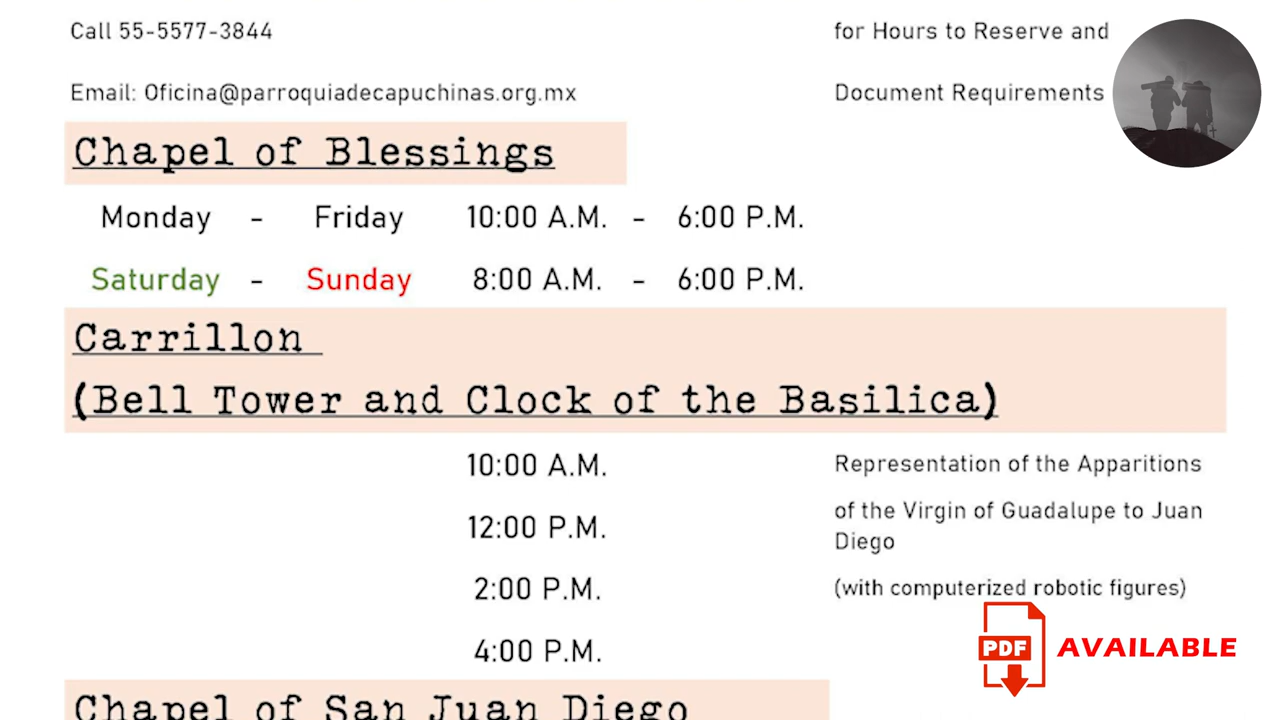 Call 55-5577-3844
for Hours to Reserve and
Email: Oficina@parroquiadecapuchinas.org.mx
Document Requirements
Chapel of Blessings
Monday - Friday 10:00 A.M. - 6:00 P.M.
Saturday - Sunday 8:00 A.M. - 6:00 P.M.
Carrillon
(Bell Tower and Clock of the Basilica)
10:00 A.M.
Representation of the Apparitions
of the Virgin of Guadalupe to Juan
Diego
12:00 P.M.
2:00 P.M.
(with computerized robotic figures)
4:00 P.M.
PDF AVAILABLE
Chapel of San Juan Diego